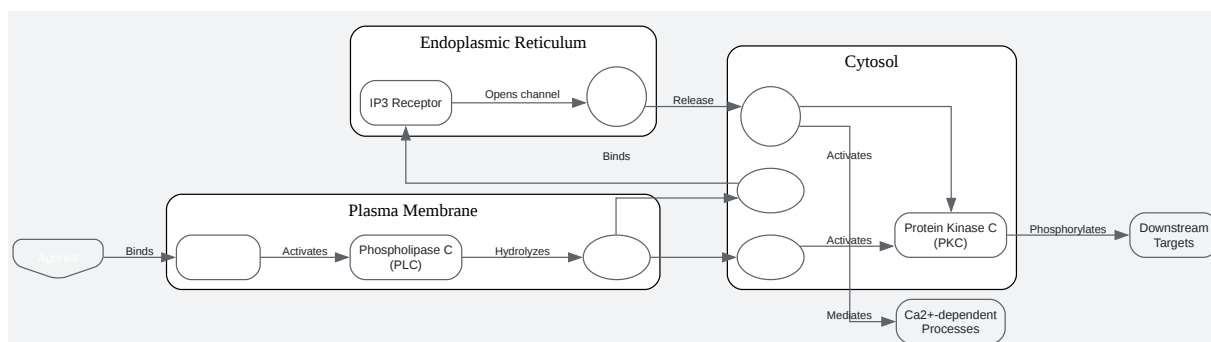 Endoplasmic Reticulum
IP3 Receptor
Opens channel
Release
Cytosol
Binds
Activates
Plasma Membrane
Agonist
Binds
Activates
Phospholipase C
(PLC)
Hydrolyzes
Activates
Protein Kinase C
(PKC)
Phosphorylates
Downstream
Targets
Mediates
Ca2+-dependent
Processes